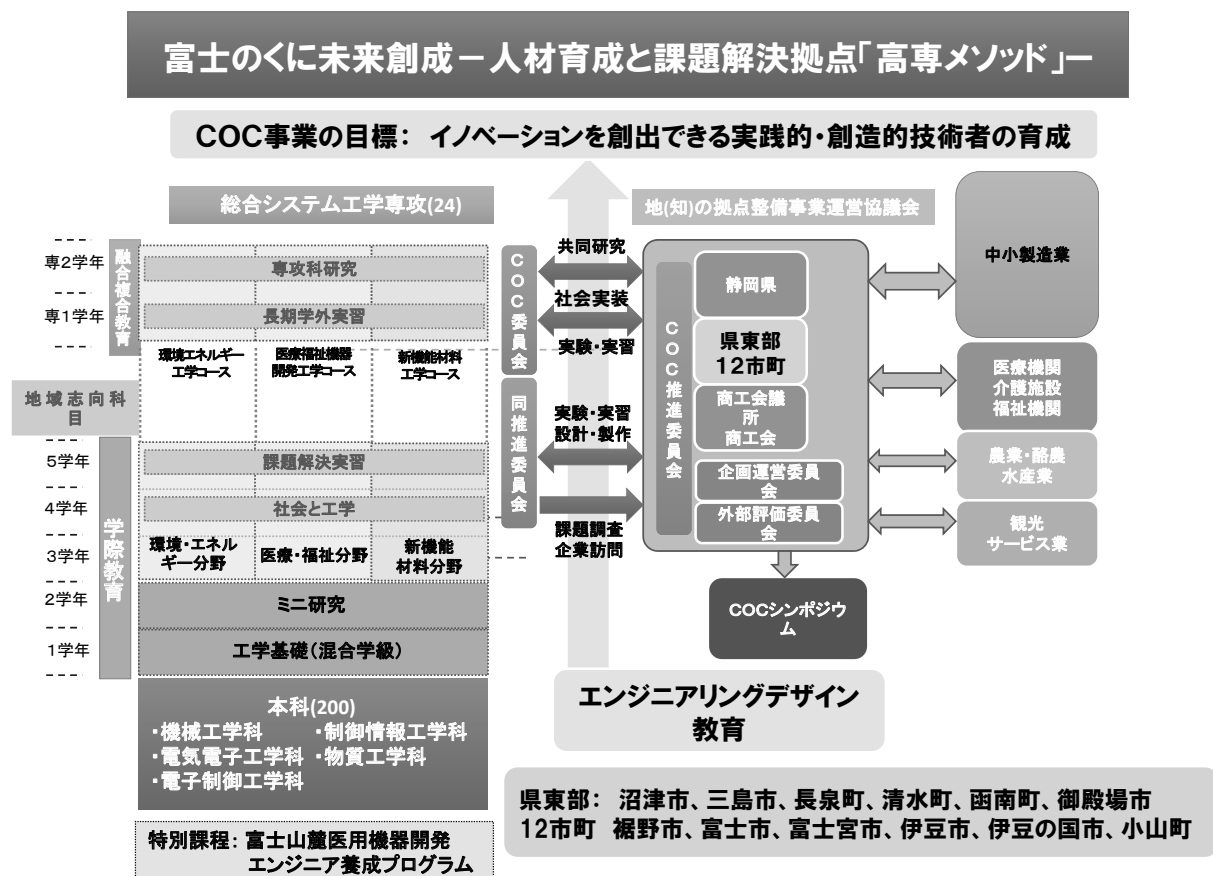 富士のくに未来創成－人材育成と課題解決拠点「高専メソッド」ー
COC事業の目標： イノベーションを創出できる実践的・創造的技術者の育成
総合システム工学専攻(24)
専2学年
専1学年
融合複合教育
専攻科研究
長期学外実習
環境エネルギー
工学コース
医療福祉機器
開発工学コース
新機能材料
工学コース
地域志向科
目
5学年
4学年
3学年
2学年
1学年
学際教育
課題解決実習
社会と工学
環境・エネル
ギー分野
医療・福祉分野
新機能
材料分野
ミニ研究
工学基礎（混合学級）
本科(200)
・機械工学科 ・制御情報工学科
・電気電子工学科 ・物質工学科
・電子制御工学科
特別課程： 富士山麓医用機器開発
エンジニア養成プログラム
COC委員会
同推進委員会
共同研究
社会実装
実験・実習
実験・実習
設計・製作
課題調査
企業訪問
エンジニアリングデザイン
教育
地(知)の拠点整備事業運営協議会
COC推進委員会
静岡県
県東部
12市町
商工会議
所
商工会
企画運営委員
会
外部評価委員
会
COCシンポジウ
ム
中小製造業
医療機関
介護施設
福祉機関
農業・酪農
水産業
観光
サービス業
県東部： 沼津市、三島市、長泉町、清水町、函南町、御殿場市
12市町 裾野市、富士市、富士宮市、伊豆市、伊豆の国市、小山町